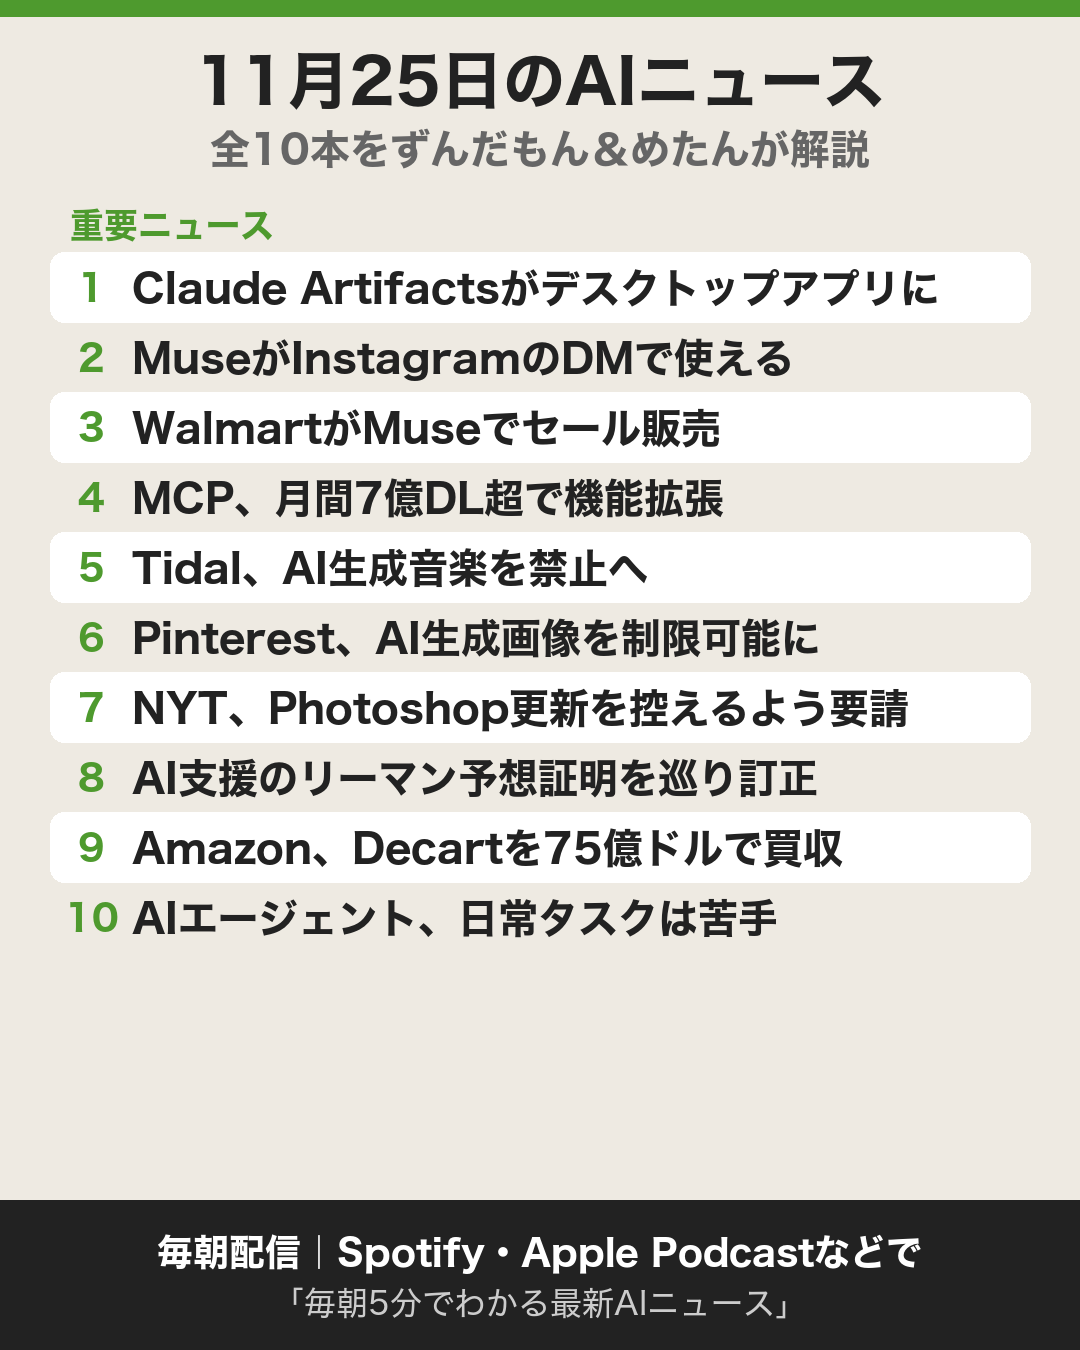 11月25日のAIニュース
全10本をずんだもん＆めたんが解説
重要ニュース
1 Claude Artifactsがデスクトップアプリに
2 MuseがInstagramのDMで使える
3 WalmartがMuseでセール販売
4 MCP、月間7億DL超で機能拡張
5 Tidal、AI生成音楽を禁止へ
6 Pinterest、AI生成画像を制限可能に
7 NYT、Photoshop更新を控えるよう要請
8 AI支援のリーマン予想証明を巡り訂正
9 Amazon、Decartを75億ドルで買収
10 AIエージェント、日常タスクは苦手
毎朝配信｜Spotify・Apple Podcastなどで
「毎朝5分でわかる最新AIニュース」